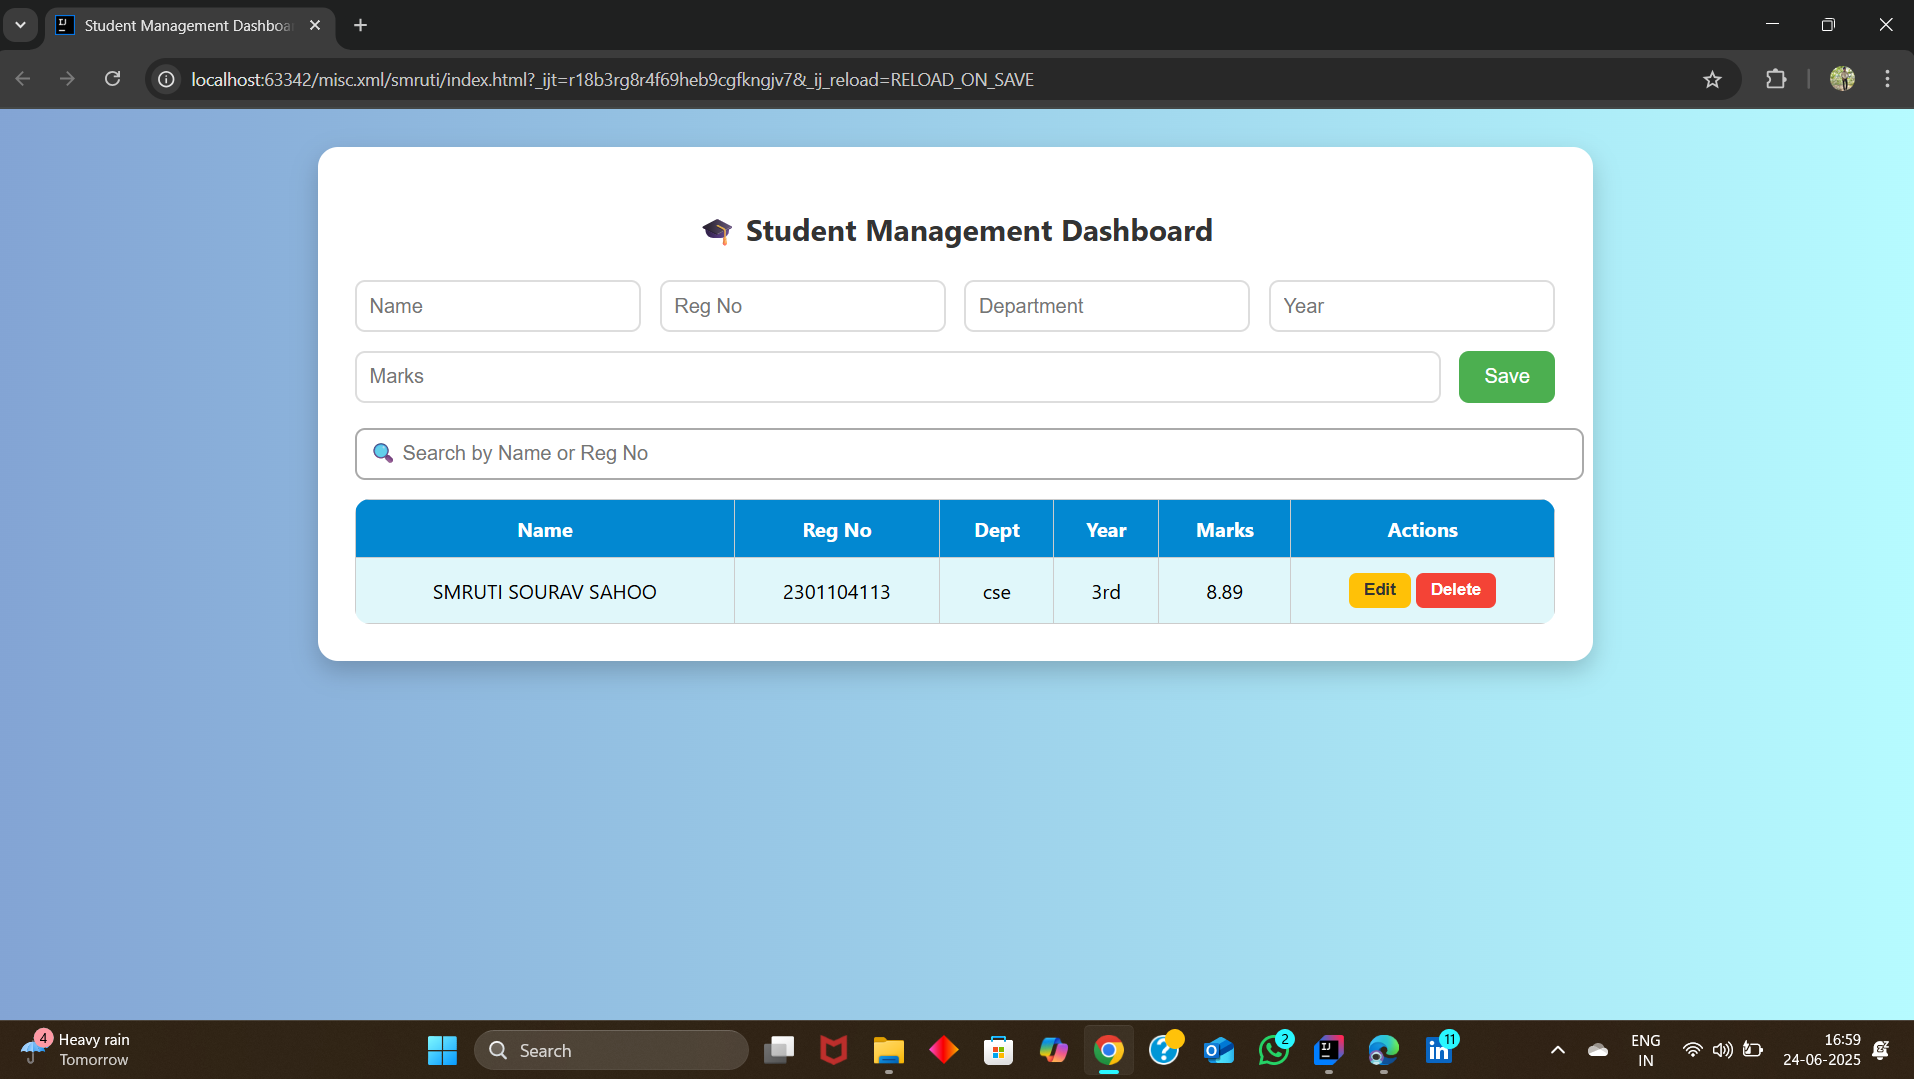 Student Management Dashboa
localhost:63342/misc.xml/smruti/index.html?_ijt=r18b3rg8r4f69heb9cgfkngjv7&_ij_reload=RELOAD_ON_SAVE
🎓 Student Management Dashboard
Name Reg No Department Year
Marks Save
🔍 Search by Name or Reg No
Name Reg No Dept Year Marks Actions
SMRUTI SOURAV SAHOO 2301104113 cse 3rd 8.89 Edit Delete
4 Heavy rain
Tomorrow
Search
2
11
ENG
IN
16:59
24-06-2025